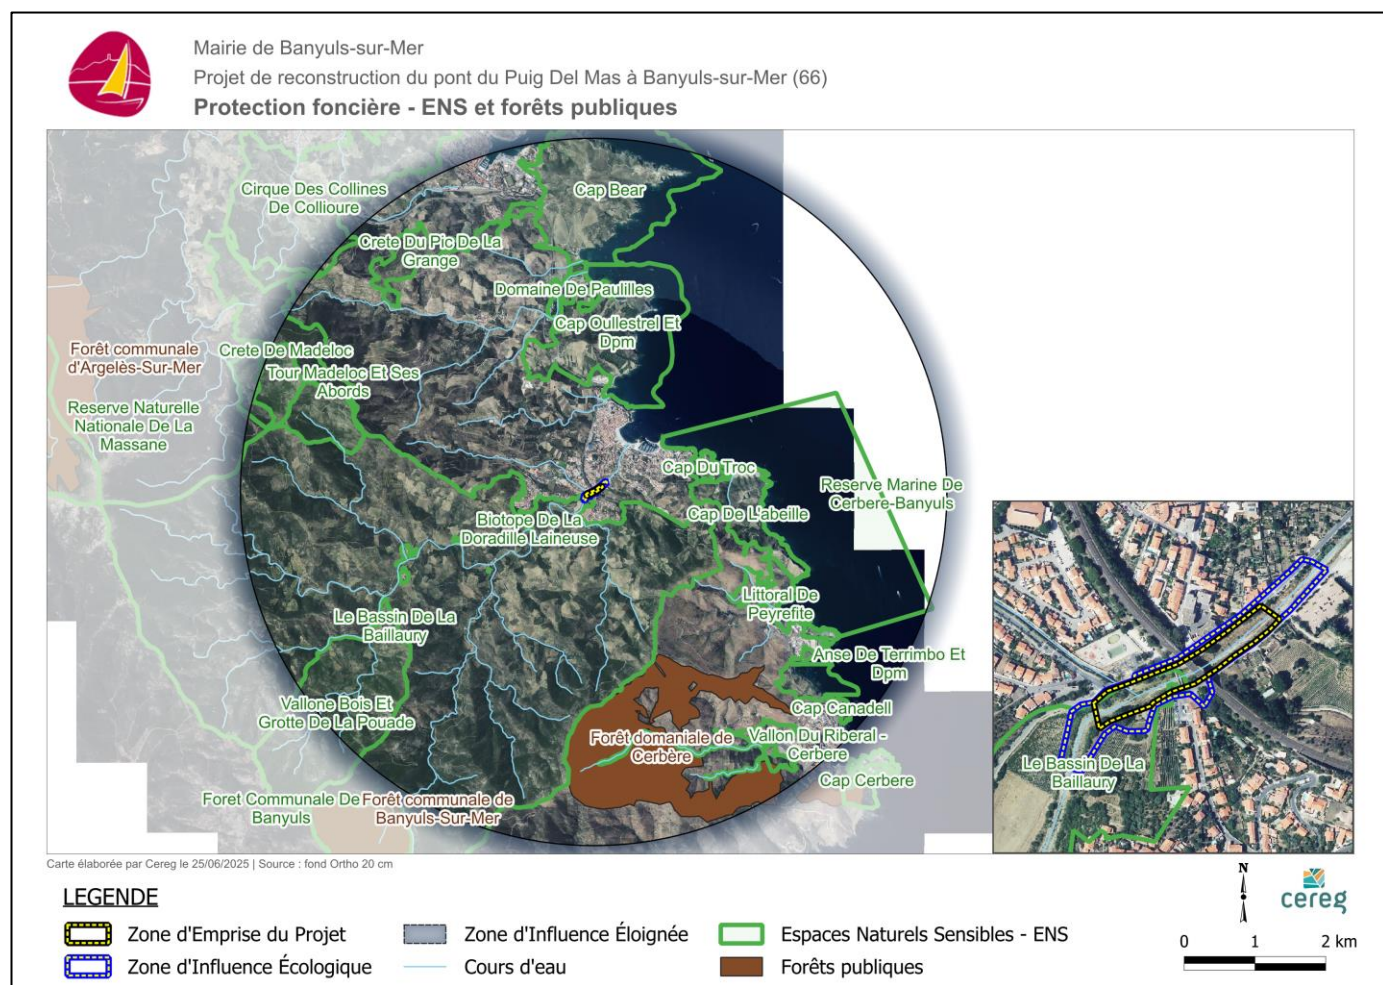 Mairie de Banyuls-sur-Mer
Projet de reconstruction du pont du Puig Del Mas à Banyuls-sur-Mer (66)
Protection foncière - ENS et forêts publiques
Cirque Des Collines
De Collioure
Cap Bear
Crete Du Pic De La
Grange
Domaine De Paulilles
Cap Oullestrel Et
Dpm
Forêt communale
d'Argelès-Sur-Mer
Crete De Madeloc
Tour Madeloc Et Ses
Abords
Reserve Naturelle
Nationale De La
Massane
Cap Du Troc
Reserve Marine De
Cerbere-Banyuls
Cap De L'abeille
Biotope De La
Doradille Laineuse
Littoral De
Peyrefite
Le Bassin De La
Baillaury
Anse De Terrimbo Et
Dpm
Vallone Bois Et
Grotte De La Pouade
Cap Canadell
Forêt domaniale de
Cerbère
Vallon Du Riberal -
Cerbere
Cap Cerbere
Foret Communale De
Banyuls
Forêt communale de
Banyuls-Sur-Mer
Le Bassin De La
Baillaury
Carte élaborée par Cereg le 25/06/2025 | Source : fond Ortho 20 cm
LEGENDE
Zone d'Emprise du Projet
Zone d'Influence Éloignée
Espaces Naturels Sensibles - ENS
Zone d'Influence Écologique
Cours d'eau
Forêts publiques
N
cereg
0 1 2 km